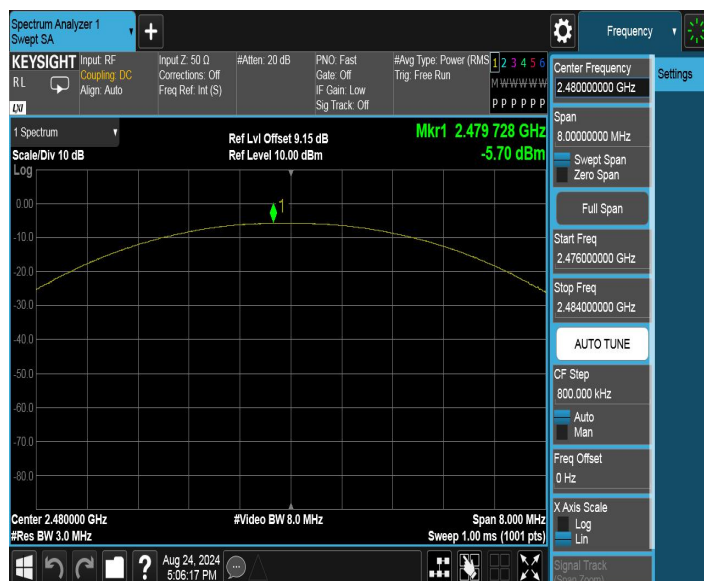 Spectrum Analyzer 1
Swept SA
+
Frequency
KEYSIGHT
RL
LXI
Input: RF
Coupling: DC
Align: Auto
Input Z: 50 Ω
Corrections: Off
Freq Ref: Int (S)
#Atten: 20 dB
PNO: Fast
Gate: Off
IF Gain: Low
Sig Track: Off
#Avg Type: Power (RMS
Trig: Free Run
1 2 3 4 5 6
M W W W W W
P P P P P P
Center Frequency
2.480000000 GHz
Settings
Span
8.00000000 MHz
Swept Span
Zero Span
Full Span
Start Freq
2.476000000 GHz
Stop Freq
2.484000000 GHz
AUTO TUNE
CF Step
800.000 kHz
Auto
Man
Freq Offset
0 Hz
X Axis Scale
Log
Lin
Signal Track
(Span Zoom)
1 Spectrum
Scale/Div 10 dB
Ref Lvl Offset 9.15 dB
Ref Level 10.00 dBm
Mkr1 2.479 728 GHz
-5.70 dBm
Log
1
0.00
-10.0
-20.0
-30.0
-40.0
-50.0
-60.0
-70.0
-80.0
Center 2.480000 GHz
#Res BW 3.0 MHz
#Video BW 8.0 MHz
Span 8.000 MHz
Sweep 1.00 ms (1001 pts)
?
Aug 24, 2024
5:06:17 PM